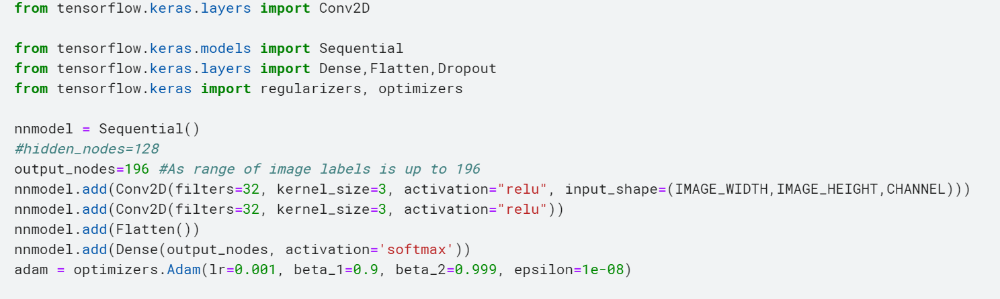 from tensorflow.keras.layers import Conv2D
from tensorflow.keras.models import Sequential
from tensorflow.keras.layers import Dense,Flatten,Dropout
from tensorflow.keras import regularizers, optimizers
nnmodel = Sequential()
#hidden_nodes=128
output_nodes=196 #As range of image labels is up to 196
nnmodel.add(Conv2D(filters=32, kernel_size=3, activation="relu", input_shape=(IMAGE_WIDTH,IMAGE_HEIGHT,CHANNEL)))
nnmodel.add(Conv2D(filters=32, kernel_size=3, activation="relu"))
nnmodel.add(Flatten())
nnmodel.add(Dense(output_nodes, activation='softmax'))
adam = optimizers.Adam(lr=0.001, beta_1=0.9, beta_2=0.999, epsilon=1e-08)